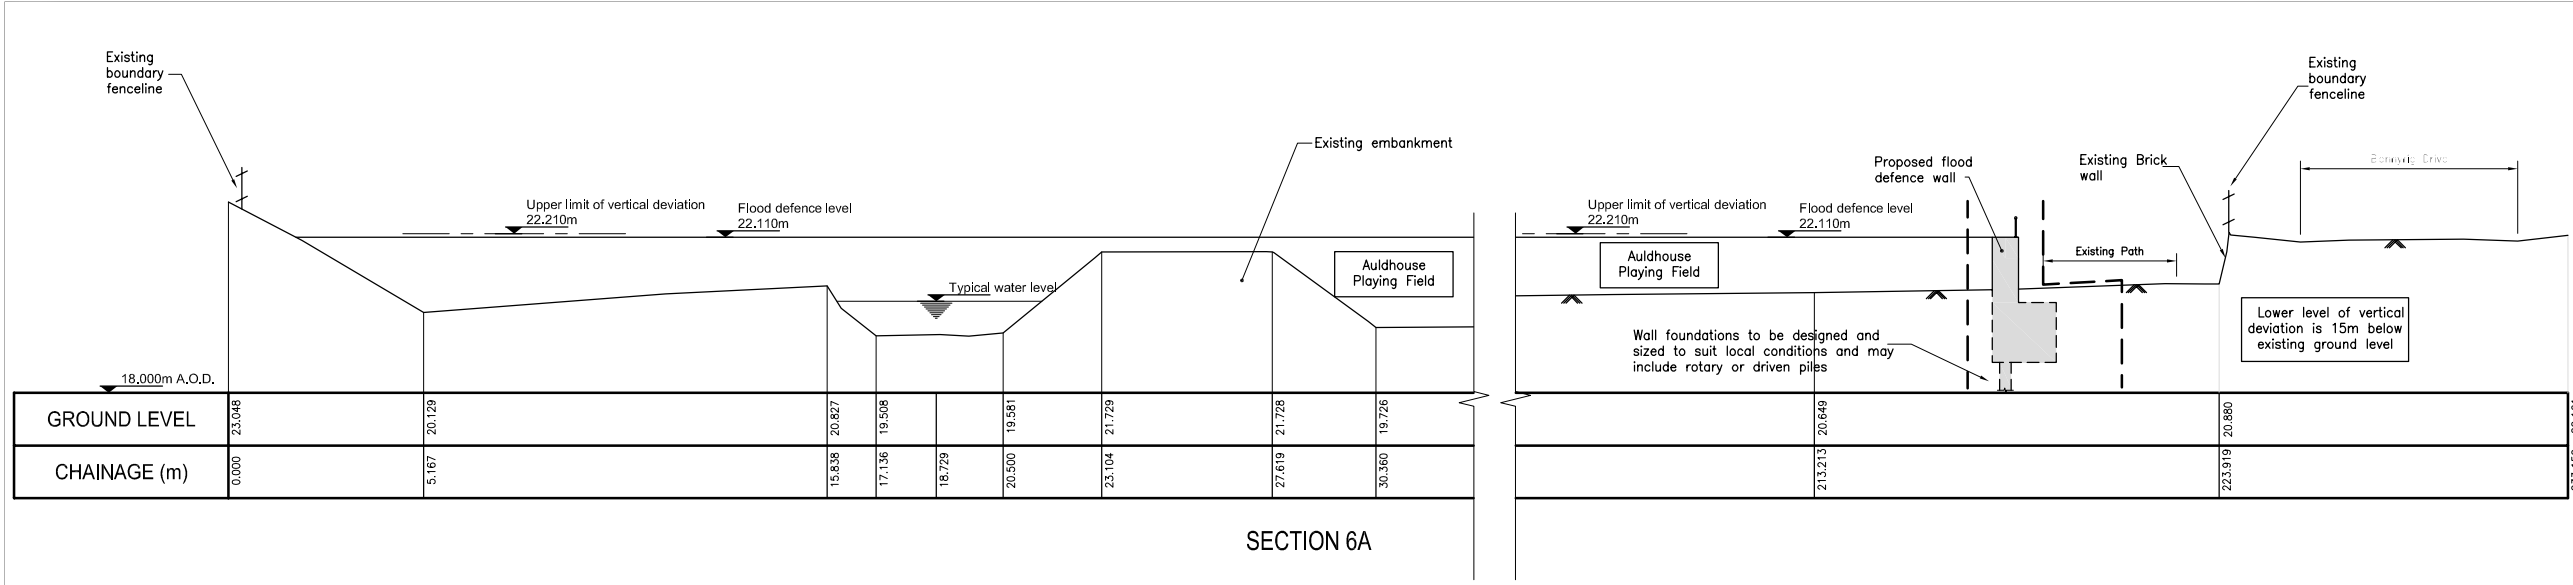 Existing
boundary
fenceline
Existing
boundary
fenceline
Existing embankment
Proposed flood
defence wall
Existing Brick
wall
Upper limit of vertical deviation
22.210m
Flood defence level
22.110m
Upper limit of vertical deviation
22.210m
Flood defence level
22.110m
Auldhouse
Playing Field
Auldhouse
Playing Field
Existing Path
Typical water level
Wall foundations to be designed and
sized to suit local conditions and may
include rotary or driven piles
Lower level of vertical
deviation is 15m below
existing ground level
18.000m A.O.D.
GROUND LEVEL 23.048 20.129 20.827 19.508 19.581 21.729 21.728 19.726 20.649 20.880
CHAINAGE (m) 0.000 5.167 15.838 17.136 18.729 20.500 23.104 27.619 30.360 213.213 223.919
SECTION 6A